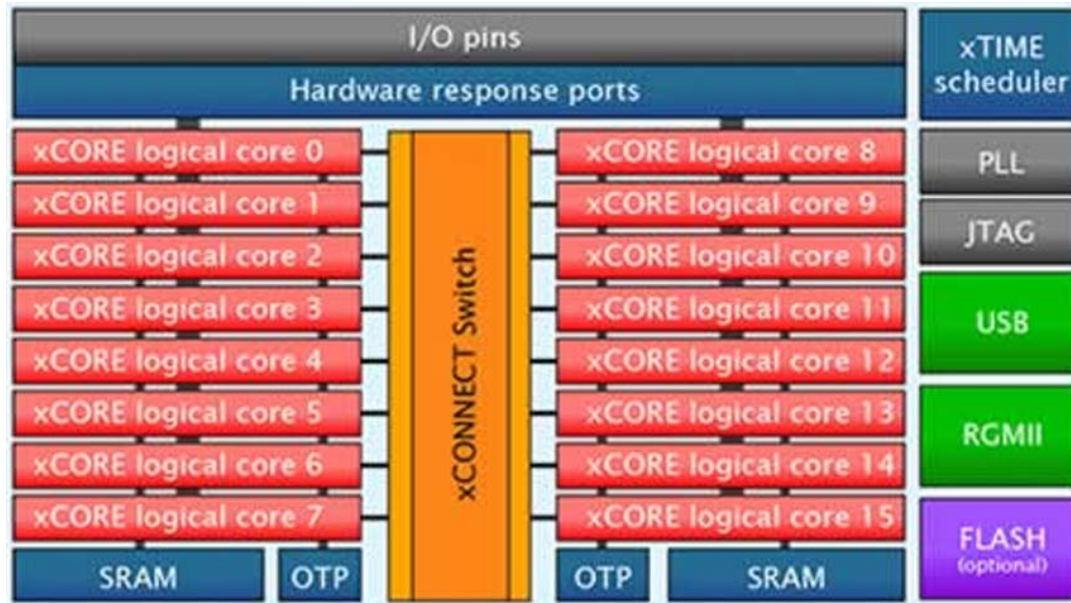 I/O pins
Hardware response ports
xTIME
scheduler
xCORE logical core 0
xCORE logical core 1
xCORE logical core 2
xCORE logical core 3
xCORE logical core 4
xCORE logical core 5
xCORE logical core 6
xCORE logical core 7
SRAM
OTP
xCONNECT Switch
xCORE logical core 8
xCORE logical core 9
xCORE logical core 10
xCORE logical core 11
xCORE logical core 12
xCORE logical core 13
xCORE logical core 14
xCORE logical core 15
OTP
SRAM
PLL
JTAG
USB
RGMII
FLASH
(optional)